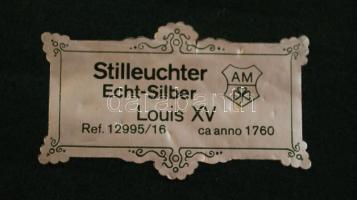 Stilleuchter
AM
Echt-Silber
Louis XV
Ref. 12995/16 ca anno 1760